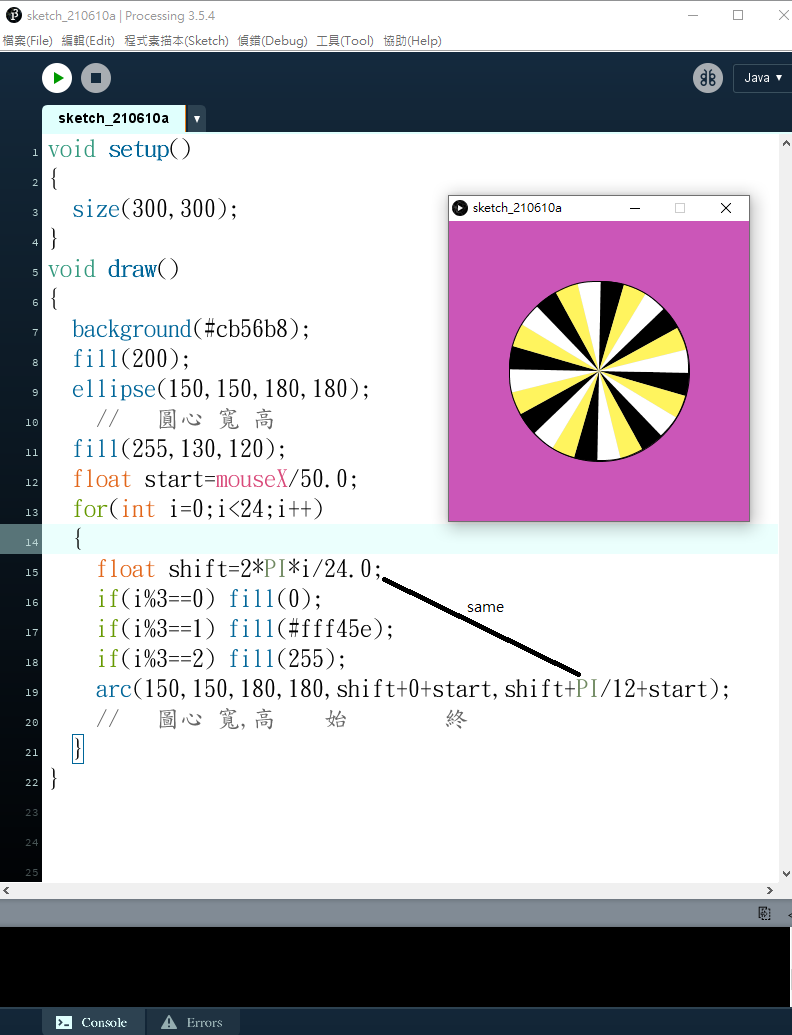 sketch_210610a | Processing 3.5.4
檔案(File) 編輯(Edit) 程式素描本(Sketch) 偵錯(Debug) 工具(Tool) 協助(Help)
Java ▼
sketch_210610a ▼
1 void setup()
2 {
3 size(300,300);
4 }
5 void draw()
6 {
7 background(#cb56b8);
8 fill(200);
9 ellipse(150,150,180,180);
10 // 圓心 寬 高
11 fill(255,130,120);
12 float start=mouseX/50.0;
13 for(int i=0;i<24;i++)
14 {
15 float shift=2*PI*i/24.0;
16 if(i%3==0) fill(0);
17 if(i%3==1) fill(#fff45e);
18 if(i%3==2) fill(255);
19 arc(150,150,180,180,shift+0+start,shift+PI/12+start);
20 // 圓心 寬,高 始 終
21 }
22 }
23
24
25
sketch_210610a
same
Console Errors